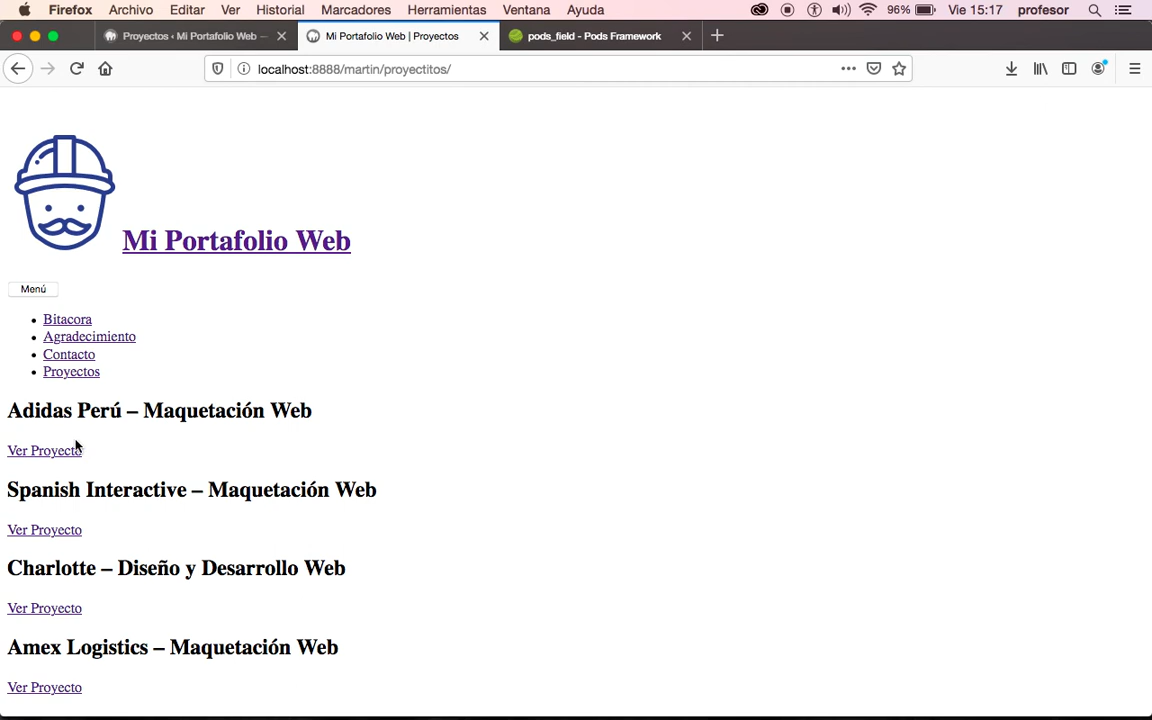 Firefox Archivo Editar Ver Historial Marcadores Herramientas Ventana Ayuda 96% Vie 15:17 profesor
Proyectos ‹ Mi Portafolio Web — Mi Portafolio Web | Proyectos pods_field - Pods Framework
localhost:8888/martin/proyectitos/
Mi Portafolio Web
Menú
Bitacora
Agradecimiento
Contacto
Proyectos
Adidas Perú – Maquetación Web
Ver Proyecto
Spanish Interactive – Maquetación Web
Ver Proyecto
Charlotte – Diseño y Desarrollo Web
Ver Proyecto
Amex Logistics – Maquetación Web
Ver Proyecto